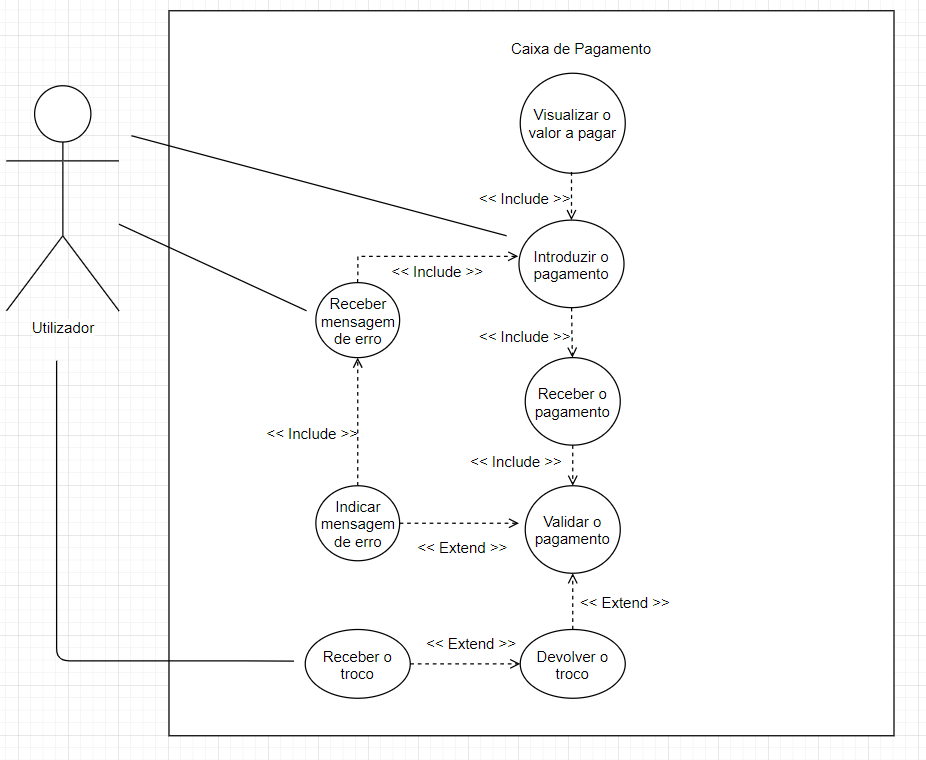 Caixa de Pagamento
Visualizar o
valor a pagar
<< Include >>
Introduzir o
pagamento
<< Include >>
Receber
mensagem
de erro
Utilizador
<< Include >>
Receber o
pagamento
<< Include >>
<< Include >>
Indicar
mensagem
de erro
Validar o
pagamento
<< Extend >>
<< Extend >>
Receber o
troco
<< Extend >>
Devolver o
troco